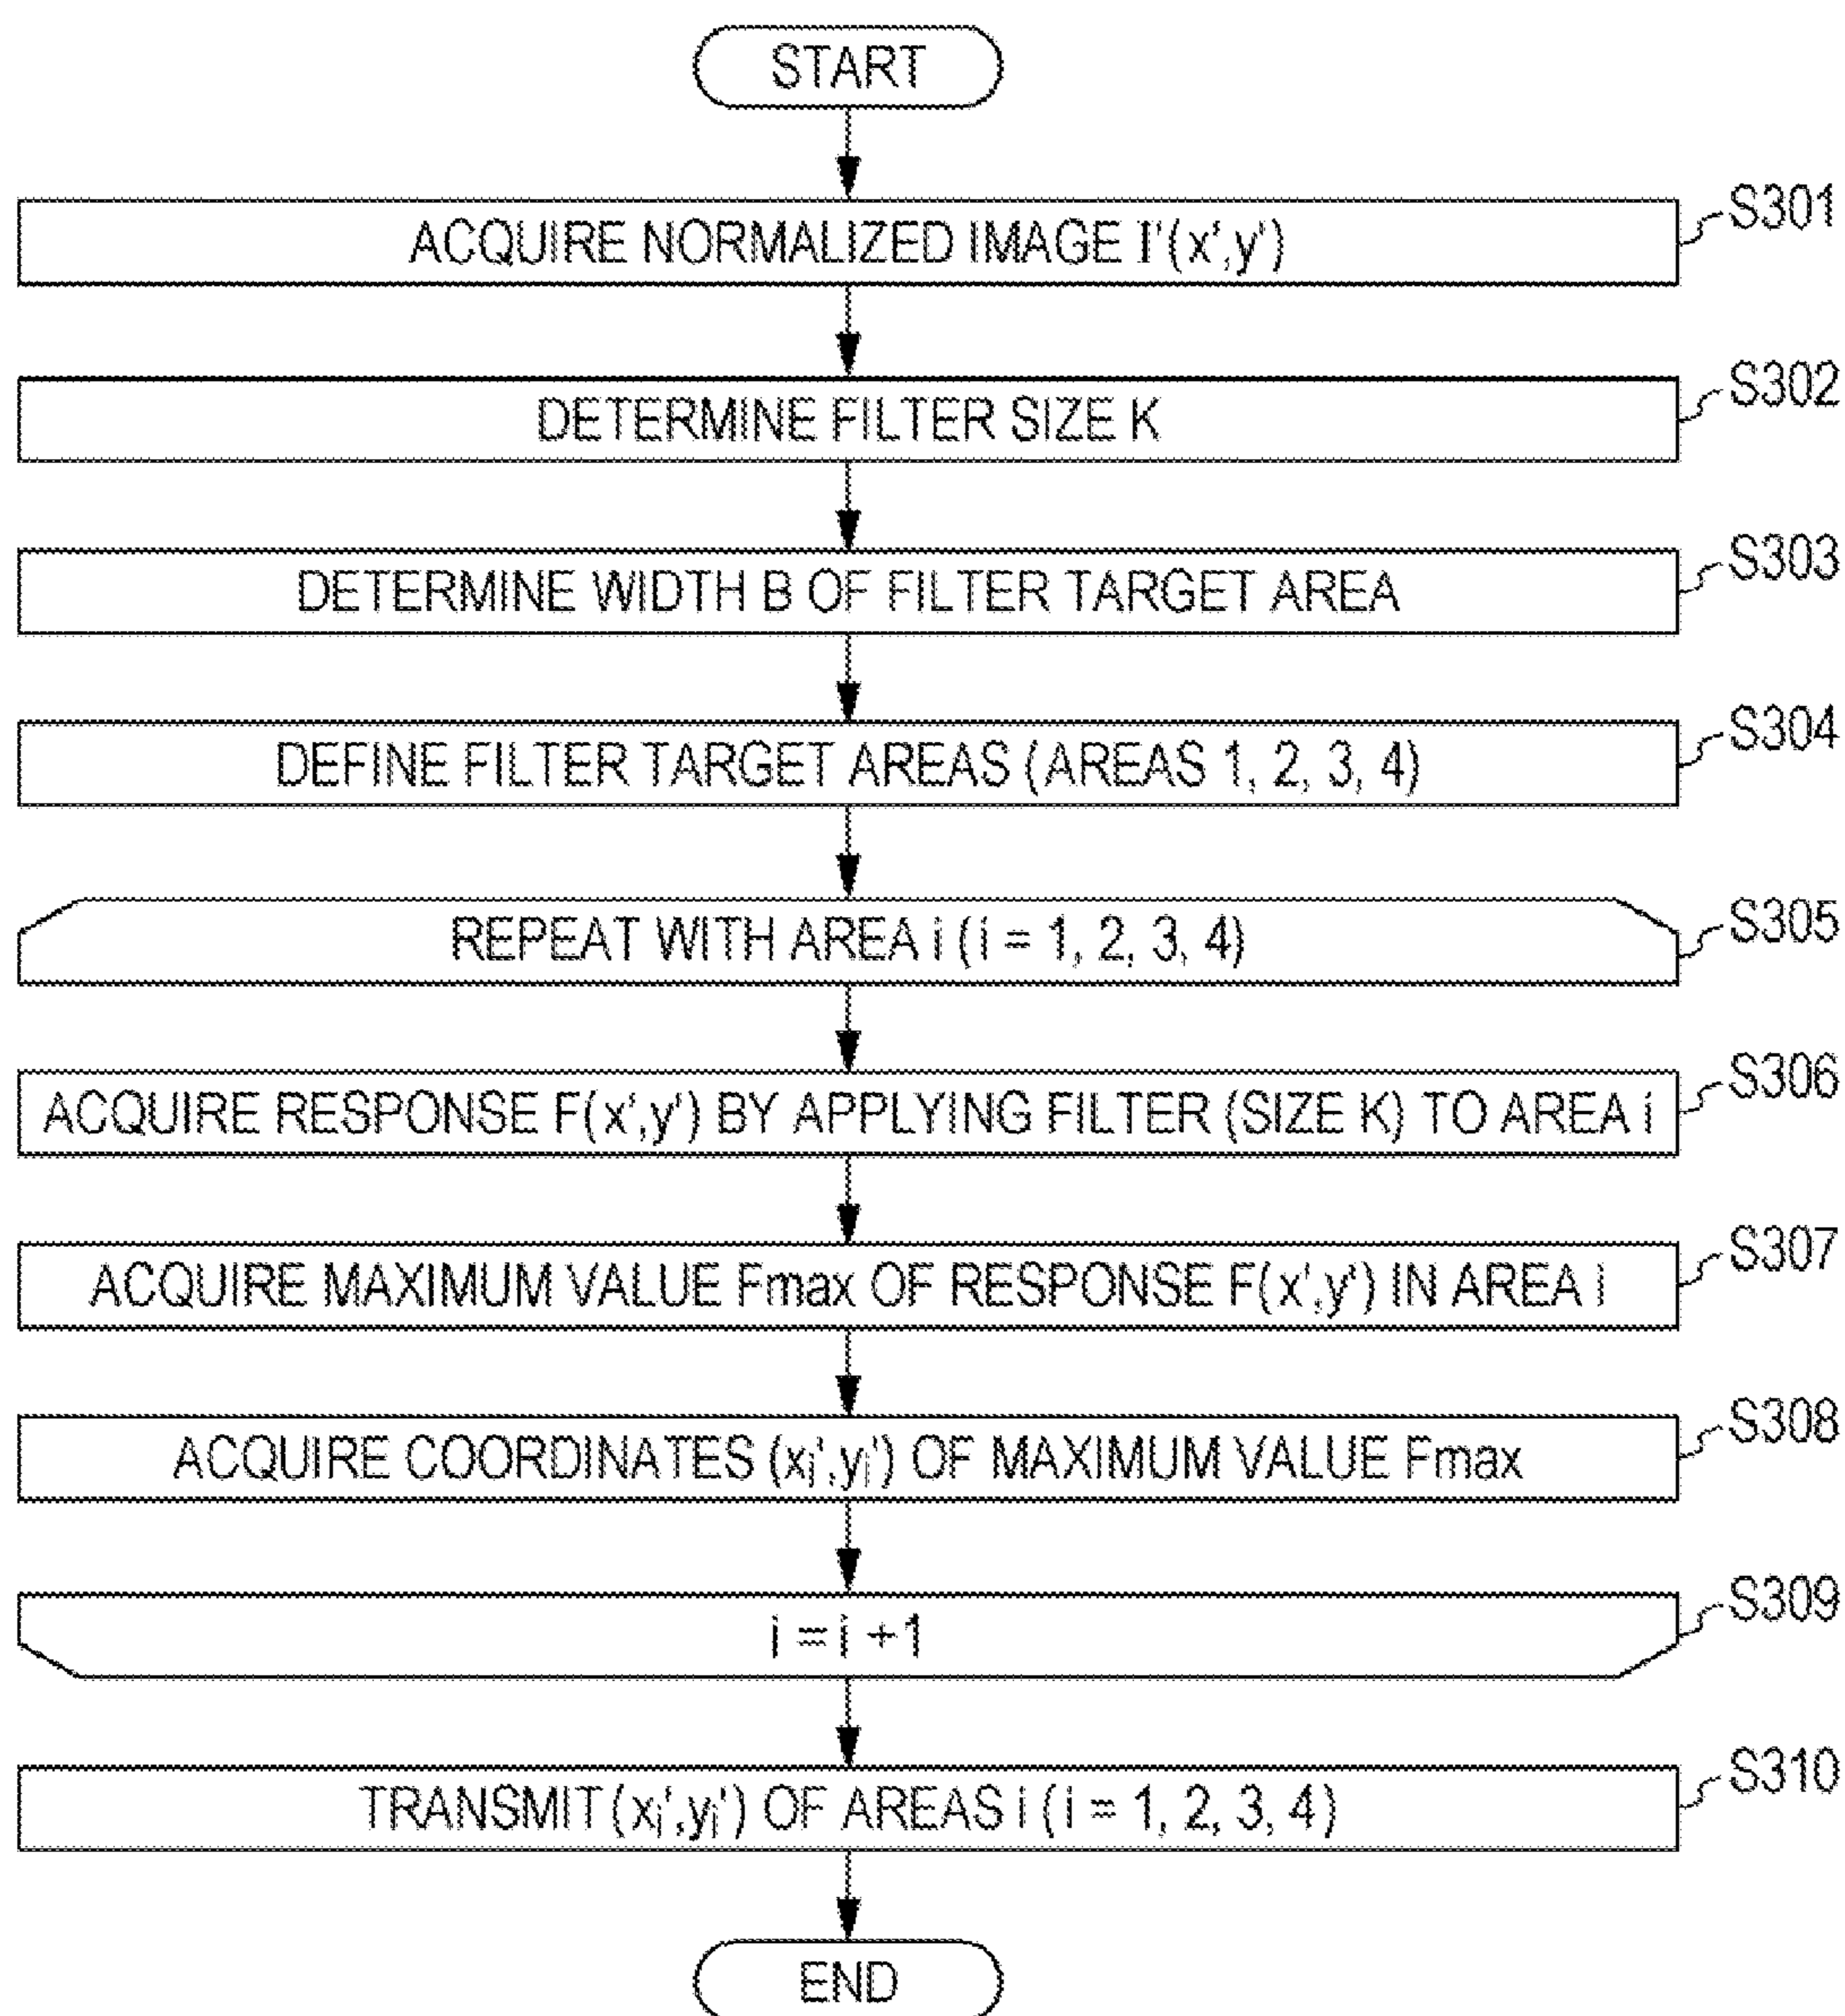 START
ACQUIRE NORMALIZED IMAGE I'(x',y')
S301
DETERMINE FILTER SIZE K
S302
DETERMINE WIDTH B OF FILTER TARGET AREA
S303
DEFINE FILTER TARGET AREAS (AREAS 1, 2, 3, 4)
S304
REPEAT WITH AREA i (i = 1, 2, 3, 4)
S305
ACQUIRE RESPONSE F(x',y') BY APPLYING FILTER (SIZE K) TO AREA i
S306
ACQUIRE MAXIMUM VALUE Fmax OF RESPONSE F(x',y') IN AREA i
S307
ACQUIRE COORDINATES (xi',yi') OF MAXIMUM VALUE Fmax
S308
i = i +1
S309
TRANSMIT (xi',yi') OF AREAS i (i = 1, 2, 3, 4)
S310
END